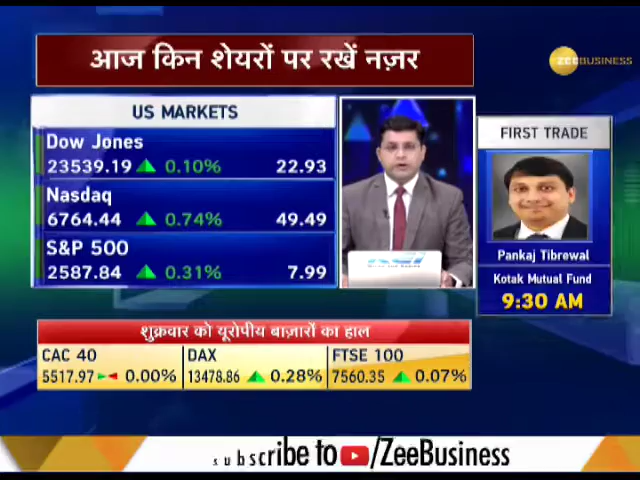 आज किन शेयरों पर रखें नज़र
ZEEBUSINESS
US MARKETS
Dow Jones
23539.19 0.10% 22.93
Nasdaq
6764.44 0.74% 49.49
S&P 500
2587.84 0.31% 7.99
FIRST TRADE
Pankaj Tibrewal
Kotak Mutual Fund
9:30 AM
शुक्रवार को यूरोपीय बाज़ारों का हाल
CAC 40 DAX FTSE 100
5517.97 0.00% 13478.86 0.28% 7560.35 0.07%
subscribe to /ZeeBusiness